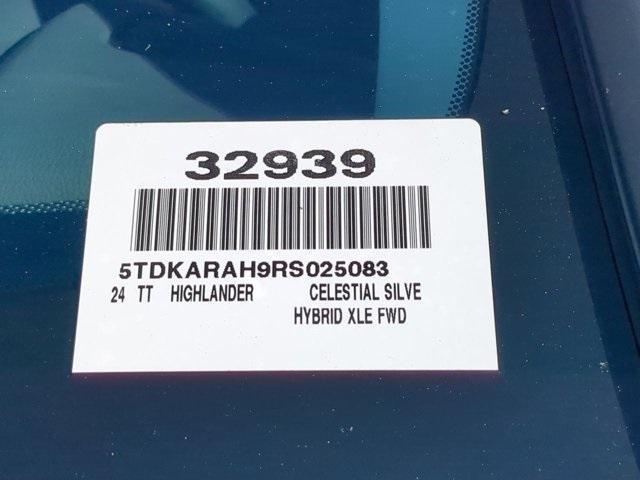 32939
5TDKARAH9RS025083
24 TT HIGHLANDER CELESTIAL SILVE
HYBRID XLE FWD